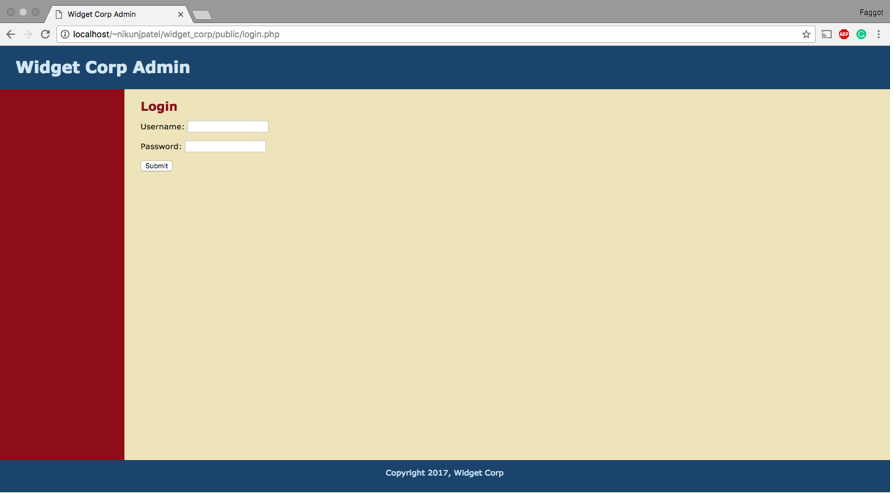 Widget Corp Admin
Faggot
localhost/~nikunjpatel/widget_corp/public/login.php
ABP
Widget Corp Admin
Login
Username:
Password:
Submit
Copyright 2017, Widget Corp